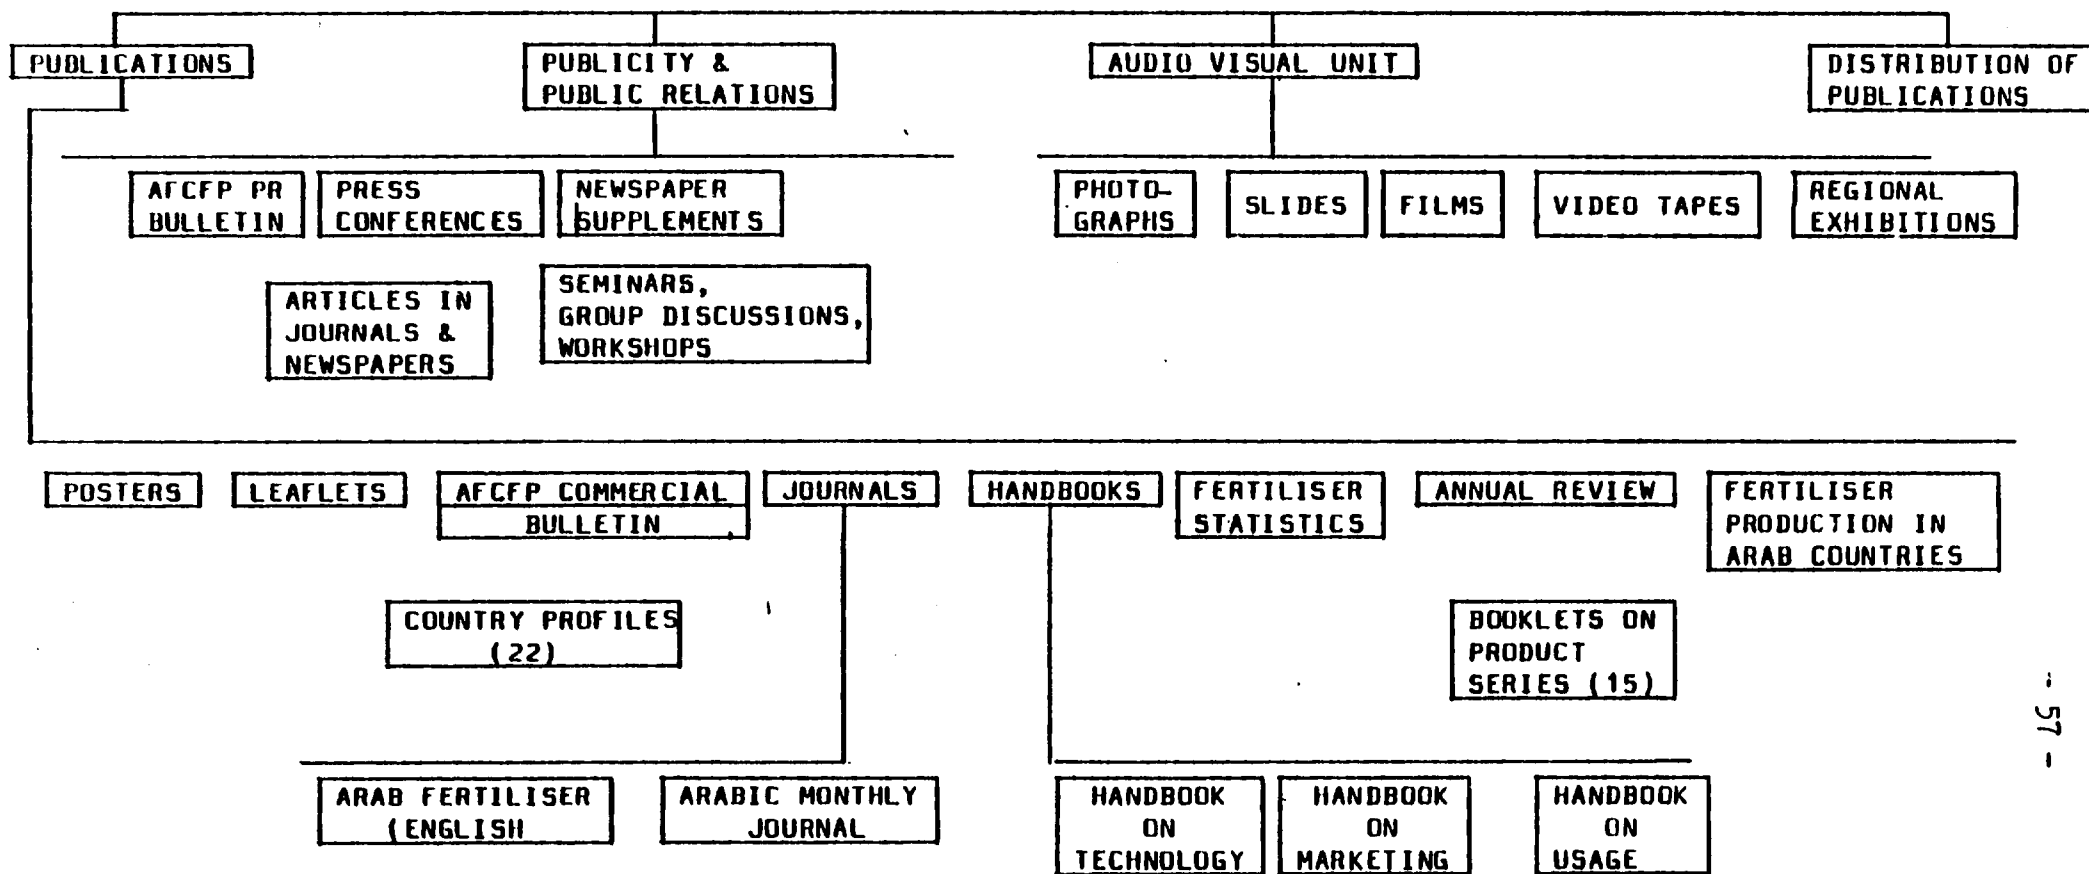 PUBLICATIONS
PUBLICITY &
PUBLIC RELATIONS
AUDIO VISUAL UNIT
DISTRIBUTION OF
PUBLICATIONS
AFCFP PR
BULLETIN
PRESS
CONFERENCES
NEWSPAPER
SUPPLEMENTS
PHOTO-
GRAPHS
SLIDES
FILMS
VIDEO TAPES
REGIONAL
EXHIBITIONS
ARTICLES IN
JOURNALS &
NEWSPAPERS
SEMINARS,
GROUP DISCUSSIONS,
WORKSHOPS
POSTERS
LEAFLETS
AFCFP COMMERCIAL
BULLETIN
JOURNALS
HANDBOOKS
FERTILISER
STATISTICS
ANNUAL REVIEW
FERTILISER
PRODUCTION IN
ARAB COUNTRIES
COUNTRY PROFILES
(22)
BOOKLETS ON
PRODUCT
SERIES (15)
ARAB FERTILISER
(ENGLISH
ARABIC MONTHLY
JOURNAL
HANDBOOK
ON
TECHNOLOGY
HANDBOOK
ON
MARKETING
HANDBOOK
ON
USAGE
- 57 -